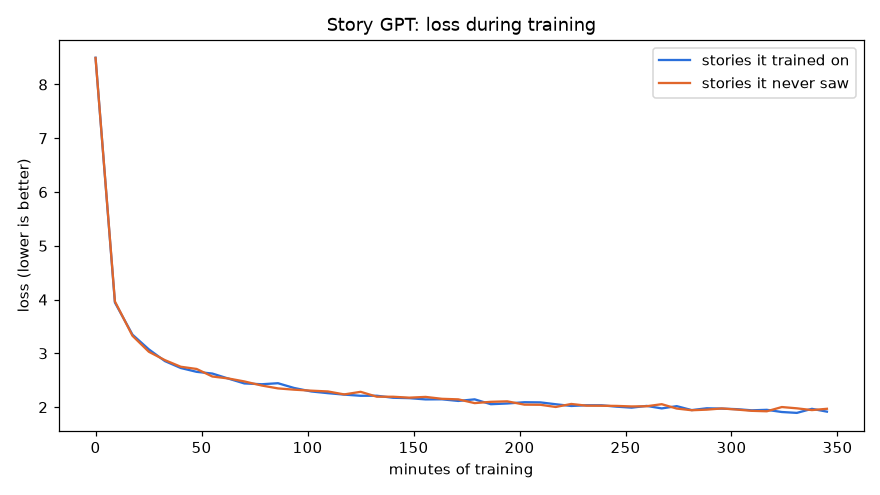 Story GPT: loss during training
stories it trained on
stories it never saw
loss (lower is better)
8
7
6
5
4
3
2
0 50 100 150 200 250 300 350
minutes of training